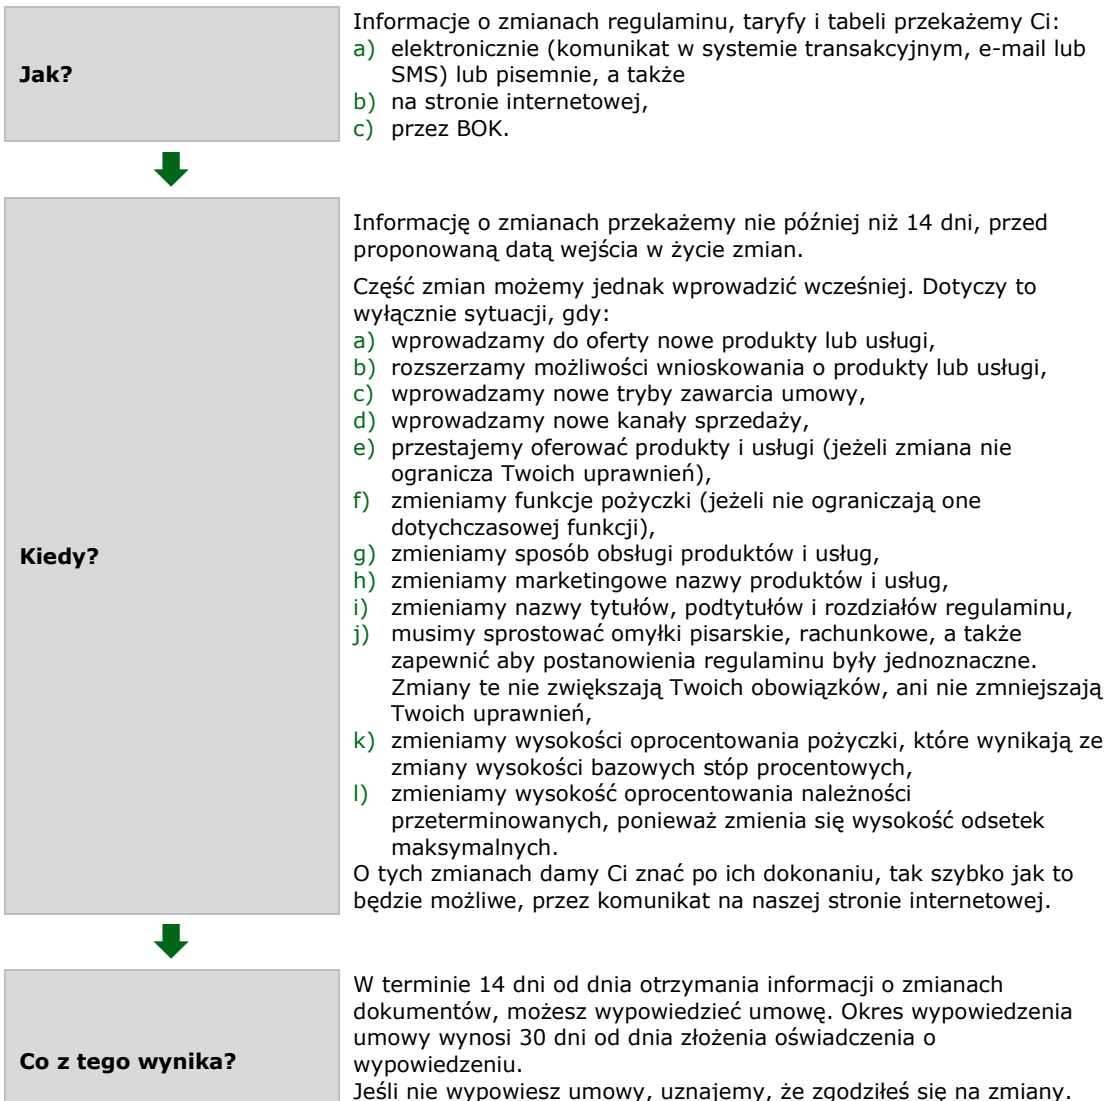 Jak?
Informacje o zmianach regulaminu, taryfy i tabeli przekażemy Ci:
a) elektronicznie (komunikat w systemie transakcyjnym, e-mail lub
SMS) lub pisemnie, a także
b) na stronie internetowej,
c) przez BOK.
Kiedy?
Informację o zmianach przekażemy nie później niż 14 dni, przed
proponowaną datą wejścia w życie zmian.
Część zmian możemy jednak wprowadzić wcześniej. Dotyczy to
wyłącznie sytuacji, gdy:
a) wprowadzamy do oferty nowe produkty lub usługi,
b) rozszerzamy możliwości wnioskowania o produkty lub usługi,
c) wprowadzamy nowe tryby zawarcia umowy,
d) wprowadzamy nowe kanały sprzedaży,
e) przestajemy oferować produkty i usługi (jeżeli zmiana nie
ogranicza Twoich uprawnień),
f) zmieniamy funkcje pożyczki (jeżeli nie ograniczają one
dotychczasowej funkcji),
g) zmieniamy sposób obsługi produktów i usług,
h) zmieniamy marketingowe nazwy produktów i usług,
i) zmieniamy nazwy tytułów, podtytułów i rozdziałów regulaminu,
j) musimy sprostować omyłki pisarskie, rachunkowe, a także
zapewnić aby postanowienia regulaminu były jednoznaczne.
Zmiany te nie zwiększają Twoich obowiązków, ani nie zmniejszają
Twoich uprawnień,
k) zmieniamy wysokości oprocentowania pożyczki, które wynikają ze
zmiany wysokości bazowych stóp procentowych,
l) zmieniamy wysokość oprocentowania należności
przeterminowanych, ponieważ zmienia się wysokość odsetek
maksymalnych.
O tych zmianach damy Ci znać po ich dokonaniu, tak szybko jak to
będzie możliwe, przez komunikat na naszej stronie internetowej.
Co z tego wynika?
W terminie 14 dni od dnia otrzymania informacji o zmianach
dokumentów, możesz wypowiedzieć umowę. Okres wypowiedzenia
umowy wynosi 30 dni od dnia złożenia oświadczenia o
wypowiedzeniu.
Jeśli nie wypowiesz umowy, uznajemy, że zgodziłeś się na zmiany.